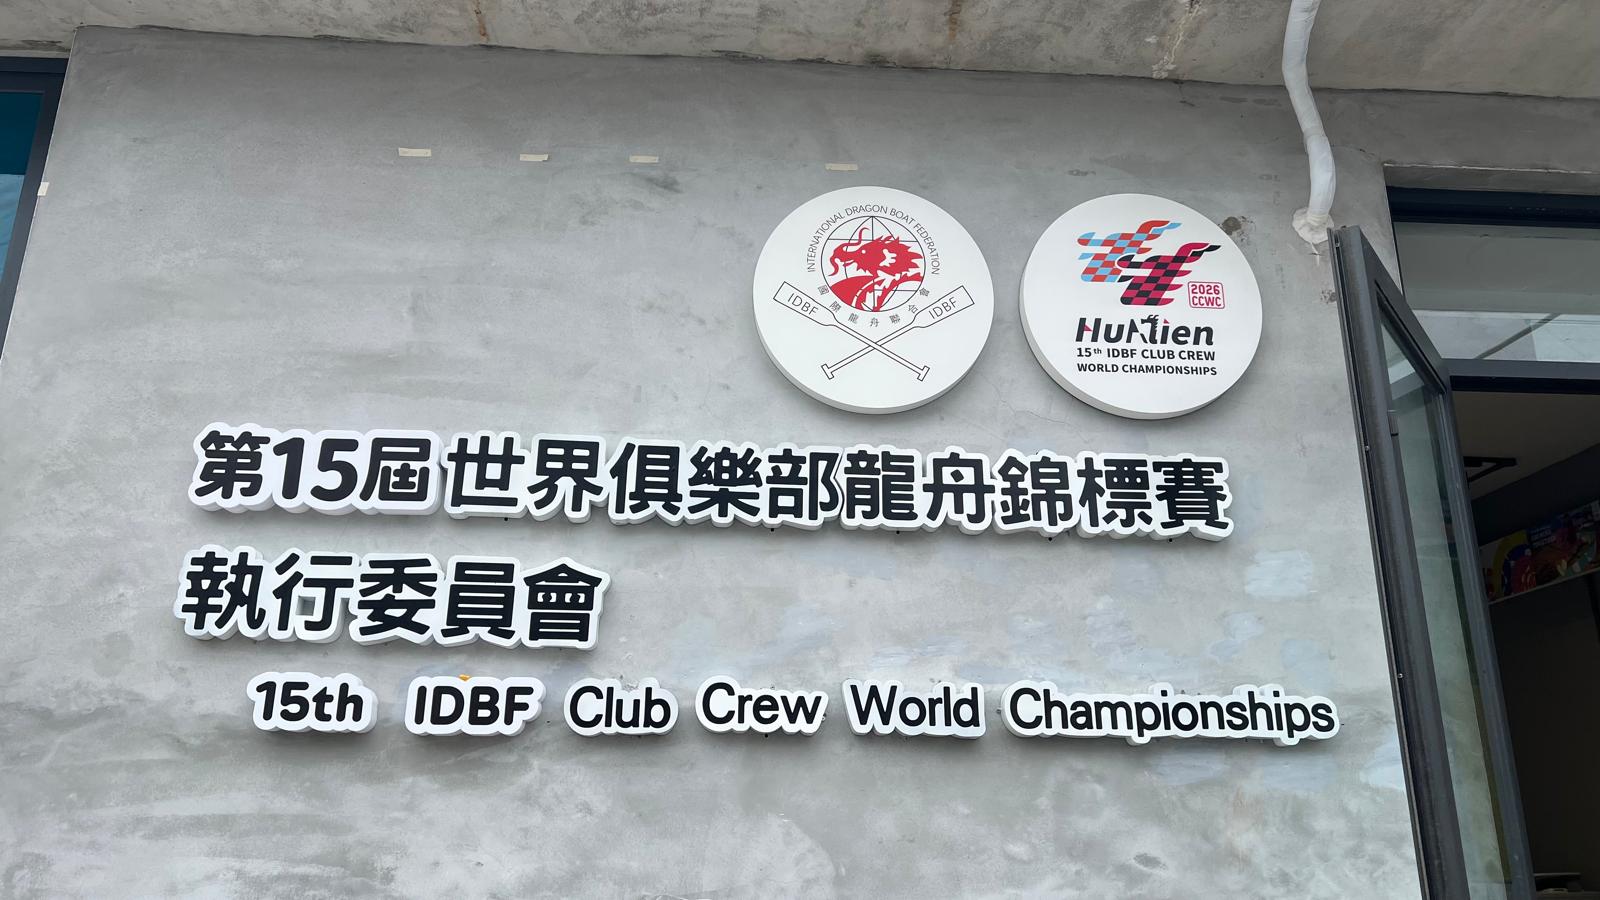 INTERNATIONAL DRAGON BOAT FEDERATION
國際龍舟聯合會
IDBF
IDBF
2026
CCWC
HuAlien
15th IDBF CLUB CREW
WORLD CHAMPIONSHIPS
第15屆世界俱樂部龍舟錦標賽
執行委員會
15th IDBF Club Crew World Championships